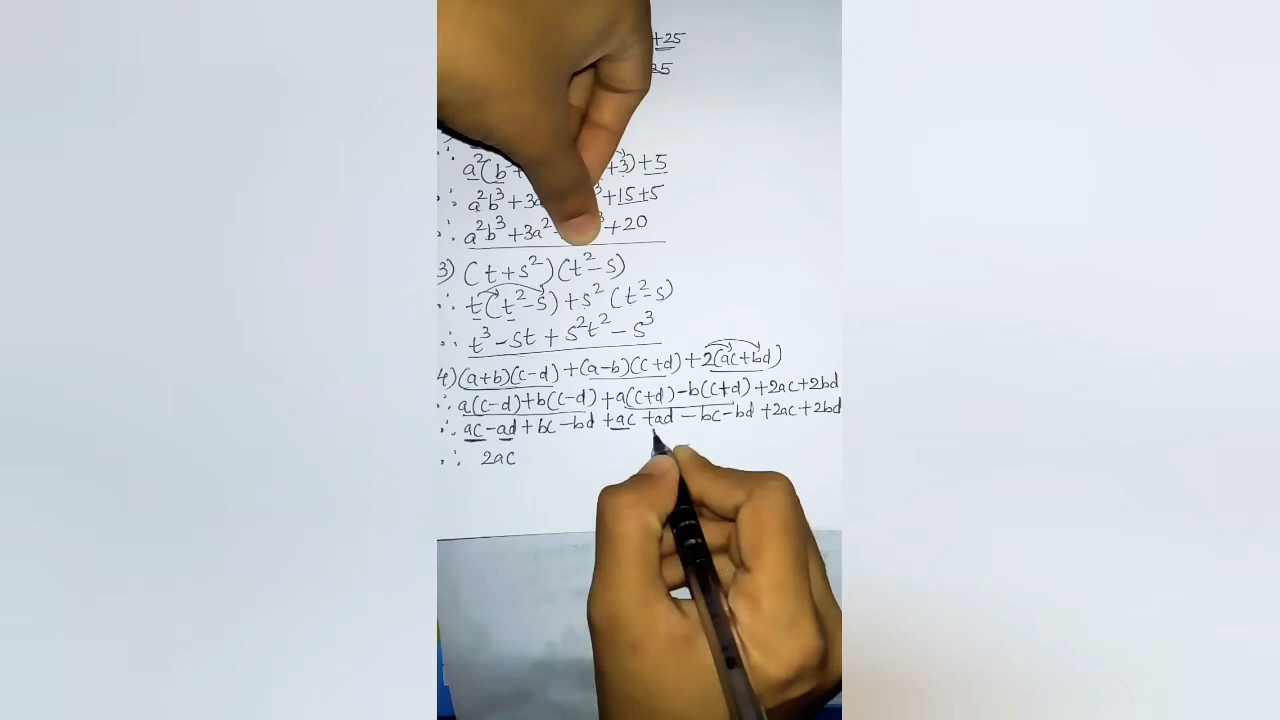 +25
25
a²(b +3)+5
∴ a²b³+3a +15+5
∴ a²b³+3a² +20
3) (t+s²)(t²-s)
∴ t(t²-s)+s²(t²-s)
∴ t³-st+s²t²-s³
4) (a+b)(c-d)+(a-b)(c+d)+2(ac+bd)
∴ a(c-d)+b(c-d)+a(c+d)-b(c+d)+2ac+2bd
∴ ac-ad+bc-bd+ac+ad-bc-bd+2ac+2bd
∴ 2ac